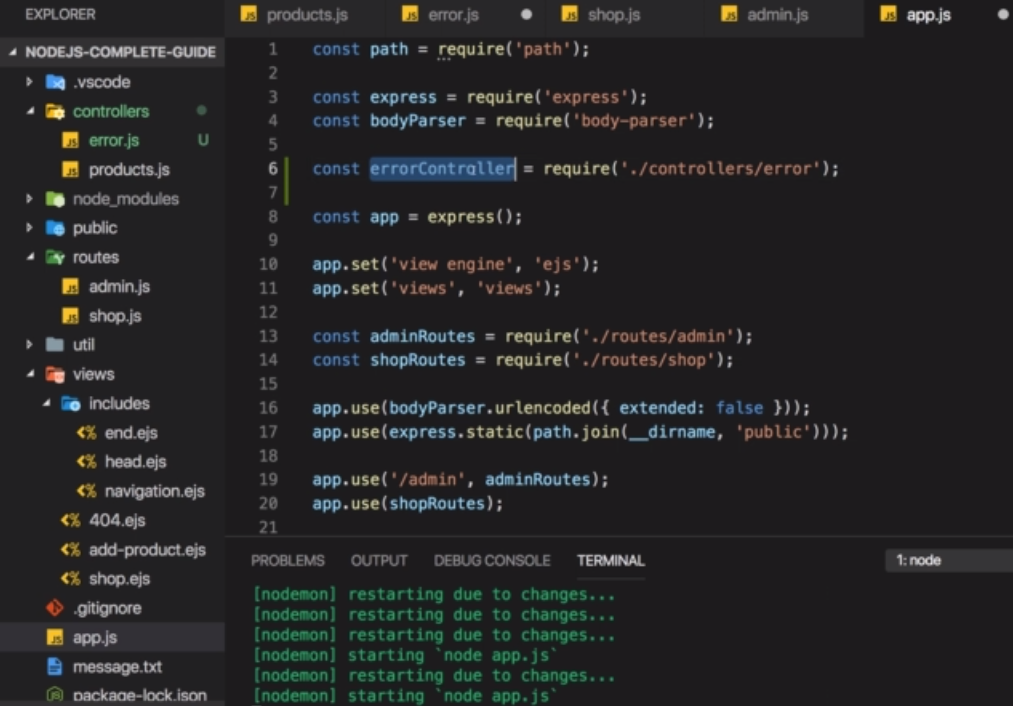 EXPLORER
products.js
error.js
shop.js
admin.js
app.js
NODEJS-COMPLETE-GUIDE
.vscode
controllers
error.js U
products.js
node_modules
public
routes
admin.js
shop.js
util
views
includes
end.ejs
head.ejs
navigation.ejs
404.ejs
add-product.ejs
shop.ejs
.gitignore
app.js
message.txt
package-lock.json
1 const path = require('path');
2
3 const express = require('express');
4 const bodyParser = require('body-parser');
5
6 const errorController = require('./controllers/error');
7
8 const app = express();
9
10 app.set('view engine', 'ejs');
11 app.set('views', 'views');
12
13 const adminRoutes = require('./routes/admin');
14 const shopRoutes = require('./routes/shop');
15
16 app.use(bodyParser.urlencoded({ extended: false }));
17 app.use(express.static(path.join(__dirname, 'public')));
18
19 app.use('/admin', adminRoutes);
20 app.use(shopRoutes);
21
PROBLEMS OUTPUT DEBUG CONSOLE TERMINAL 1: node
[nodemon] restarting due to changes...
[nodemon] restarting due to changes...
[nodemon] restarting due to changes...
[nodemon] starting `node app.js`
[nodemon] restarting due to changes...
[nodemon] starting `node app.js`